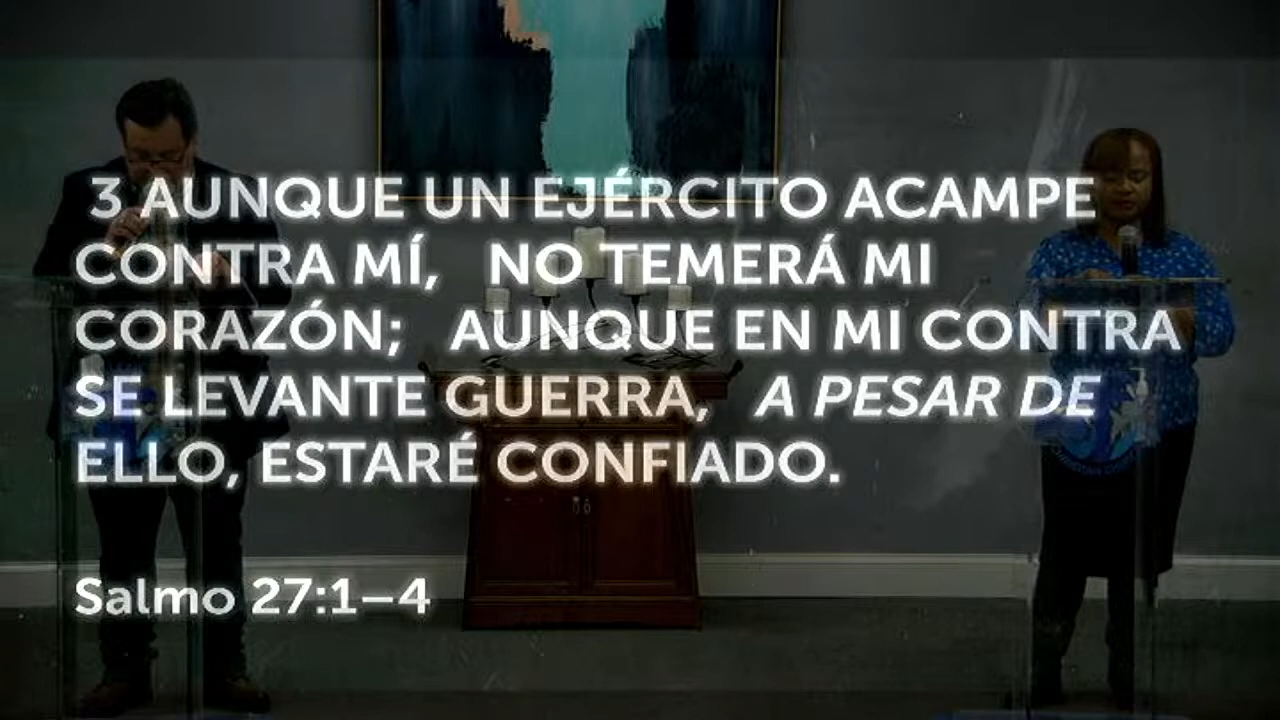 3 AUNQUE UN EJÉRCITO ACAMPE
CONTRA MÍ, NO TEMERÁ MI
CORAZÓN; AUNQUE EN MI CONTRA
SE LEVANTE GUERRA, A PESAR DE
ELLO, ESTARÉ CONFIADO.
Salmo 27:1–4